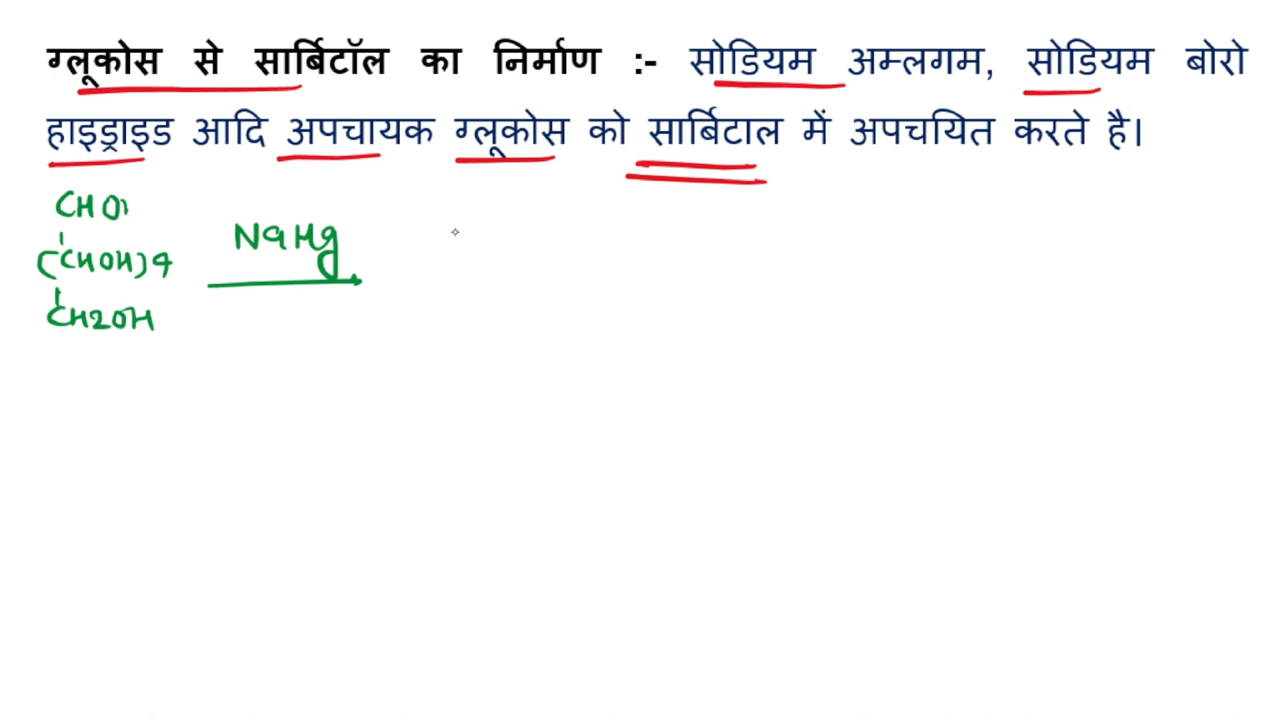 ग्लूकोस से सार्बिटॉल का निर्माण :- सोडियम अम्लगम, सोडियम बोरो
हाइड्राइड आदि अपचायक ग्लूकोस को सार्बिटाल में अपचयित करते है।
CHO
(CHOH)4
CH2OH
NaHg